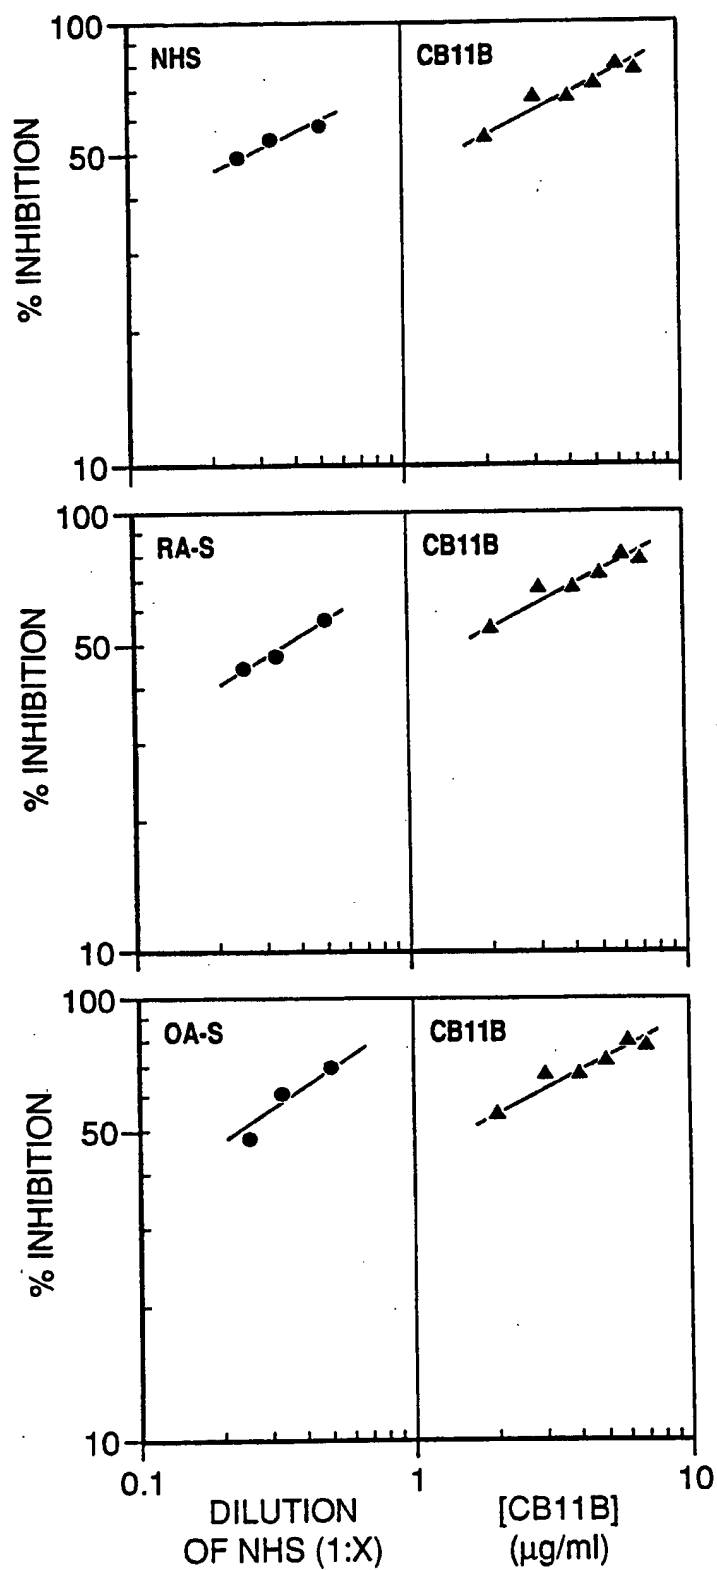 100
NHS
CB11B
50
% INHIBITION
10
100
RA-S
CB11B
50
% INHIBITION
10
100
OA-S
CB11B
50
% INHIBITION
10
0.1
1
10
DILUTION
OF NHS (1:X)
[CB11B]
(μg/ml)